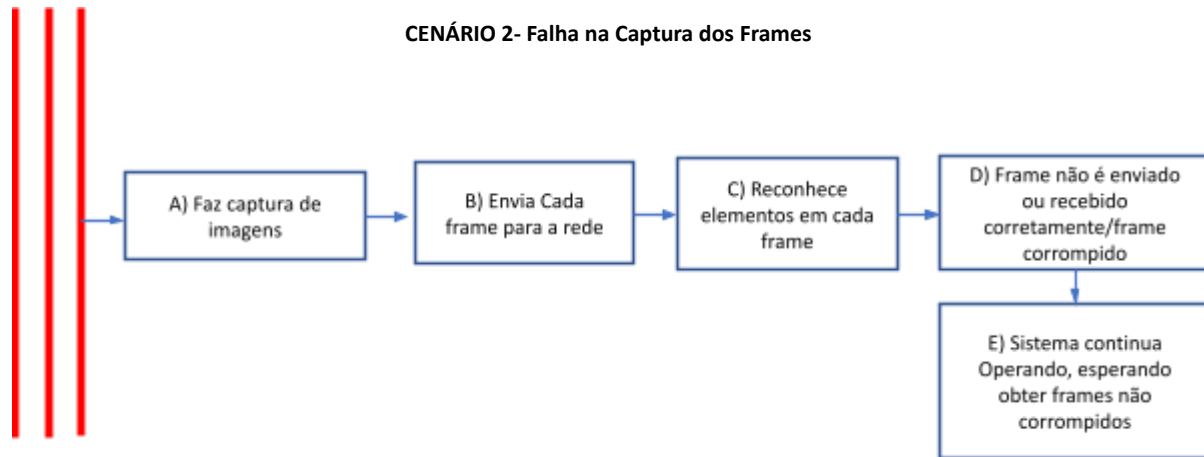 CENÁRIO 2- Falha na Captura dos Frames
A) Faz captura de
imagens
B) Envia Cada
frame para a rede
C) Reconhece
elementos em cada
frame
D) Frame não é enviado
ou recebido
corretamente/frame
corrompido
E) Sistema continua
Operando, esperando
obter frames não
corrompidos